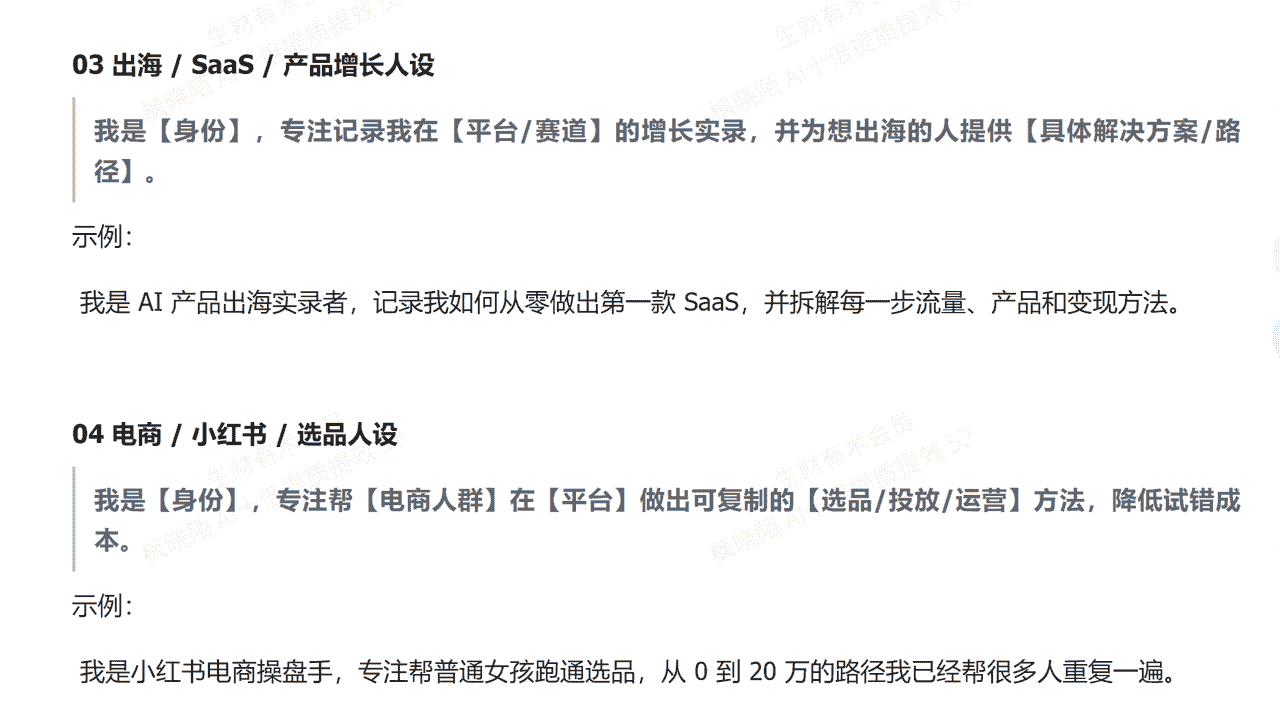 03 出海 / SaaS / 产品增长人设
我是【身份】，专注记录我在【平台/赛道】的增长实录，并为想出海的人提供【具体解决方案/路
径】。
示例：
我是 AI 产品出海实录者，记录我如何从零做出第一款 SaaS，并拆解每一步流量、产品和变现方法。
04 电商 / 小红书 / 选品人设
我是【身份】，专注帮【电商人群】在【平台】做出可复制的【选品/投放/运营】方法，降低试错成
本。
示例：
我是小红书电商操盘手，专注帮普通女孩跑通选品，从 0 到 20 万的路径我已经帮很多人重复一遍。